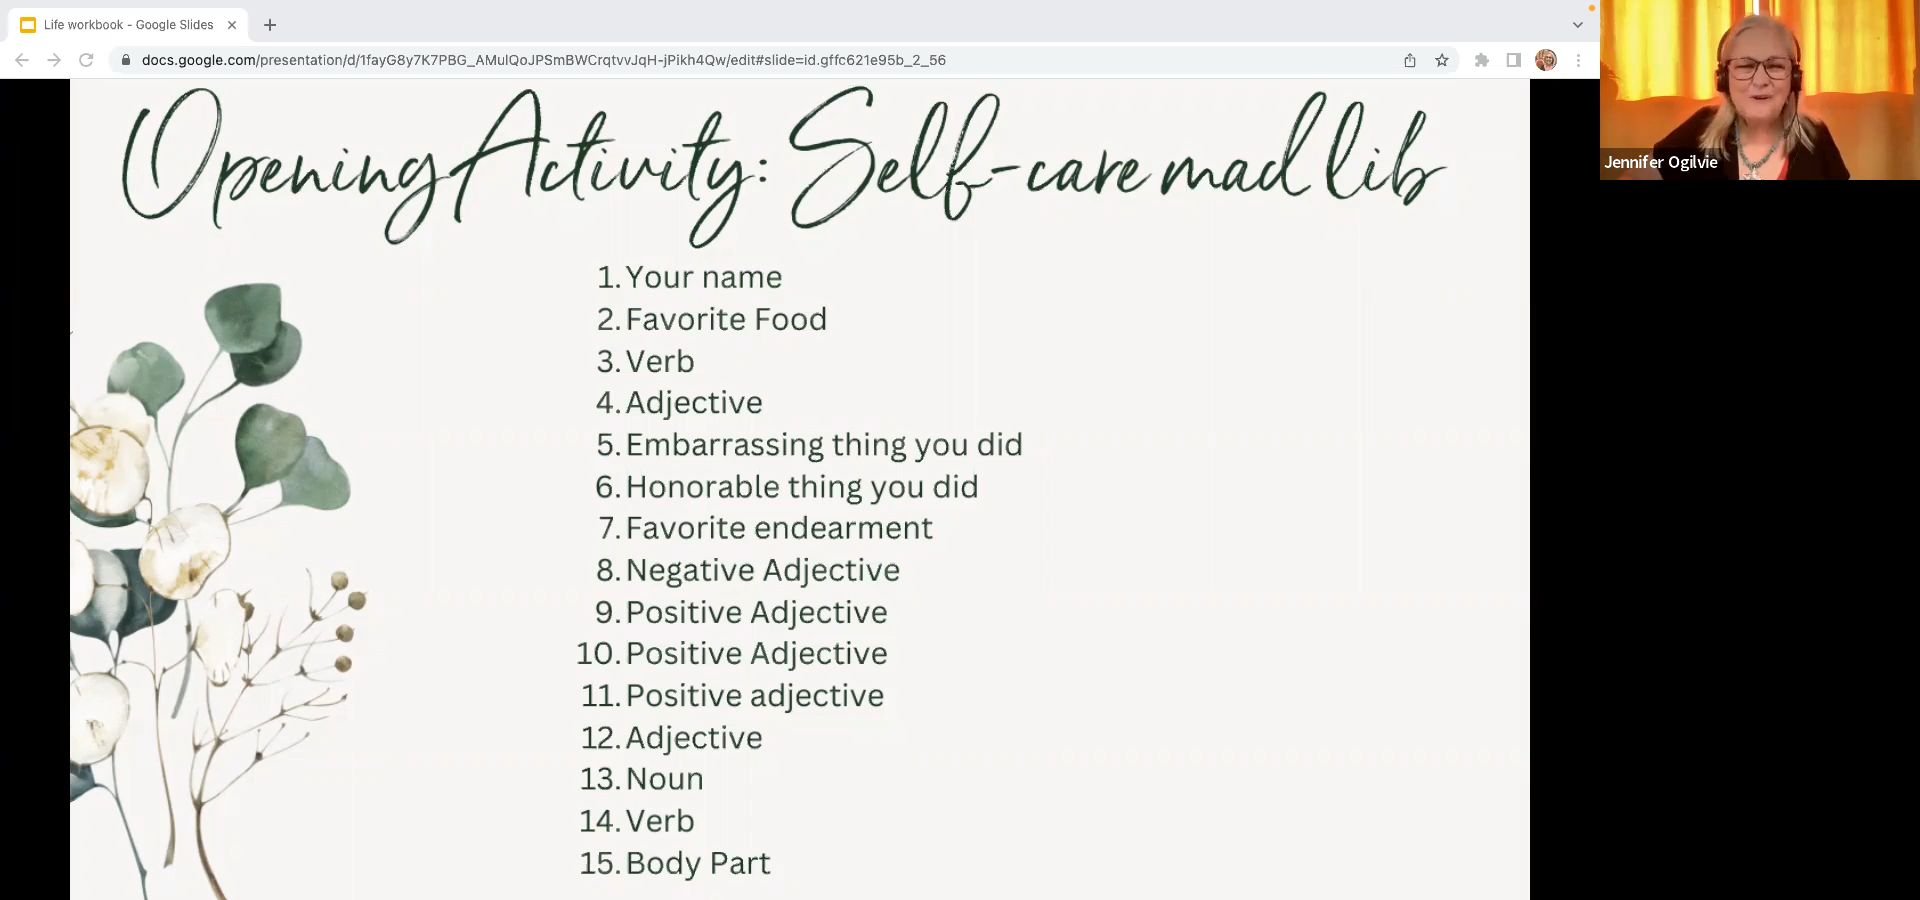 Life workbook - Google Slides
docs.google.com/presentation/d/1fayG8y7K7PBG_AMulQoJPSmBWCrqtvvJqH-jPikh4Qw/edit#slide=id.gffc621e95b_2_56
Jennifer Ogilvie
Opening Activity: Self-care mad lib
1. Your name
2. Favorite Food
3. Verb
4. Adjective
5. Embarrassing thing you did
6. Honorable thing you did
7. Favorite endearment
8. Negative Adjective
9. Positive Adjective
10. Positive Adjective
11. Positive adjective
12. Adjective
13. Noun
14. Verb
15. Body Part